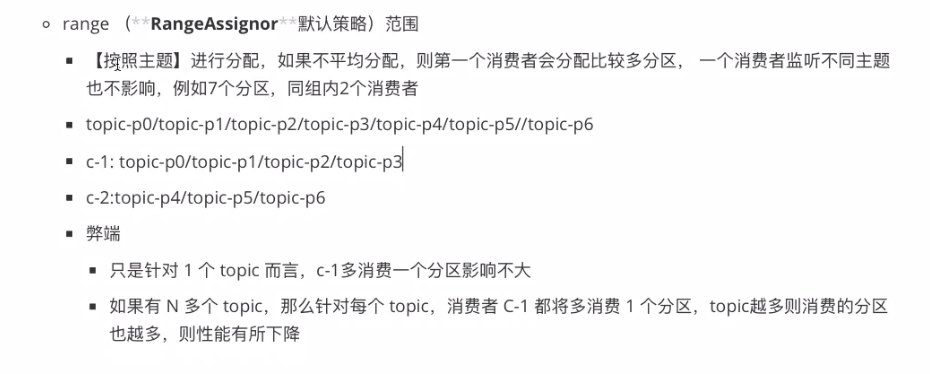 range （**RangeAssignor**默认策略）范围
【按照主题】进行分配，如果不平均分配，则第一个消费者会分配比较多分区， 一个消费者监听不同主题
也不影响，例如7个分区，同组内2个消费者
topic-p0/topic-p1/topic-p2/topic-p3/topic-p4/topic-p5//topic-p6
c-1: topic-p0/topic-p1/topic-p2/topic-p3
c-2:topic-p4/topic-p5/topic-p6
弊端
只是针对 1 个 topic 而言，c-1多消费一个分区影响不大
如果有 N 多个 topic，那么针对每个 topic，消费者 C-1 都将多消费 1 个分区，topic越多则消费的分区
也越多，则性能有所下降